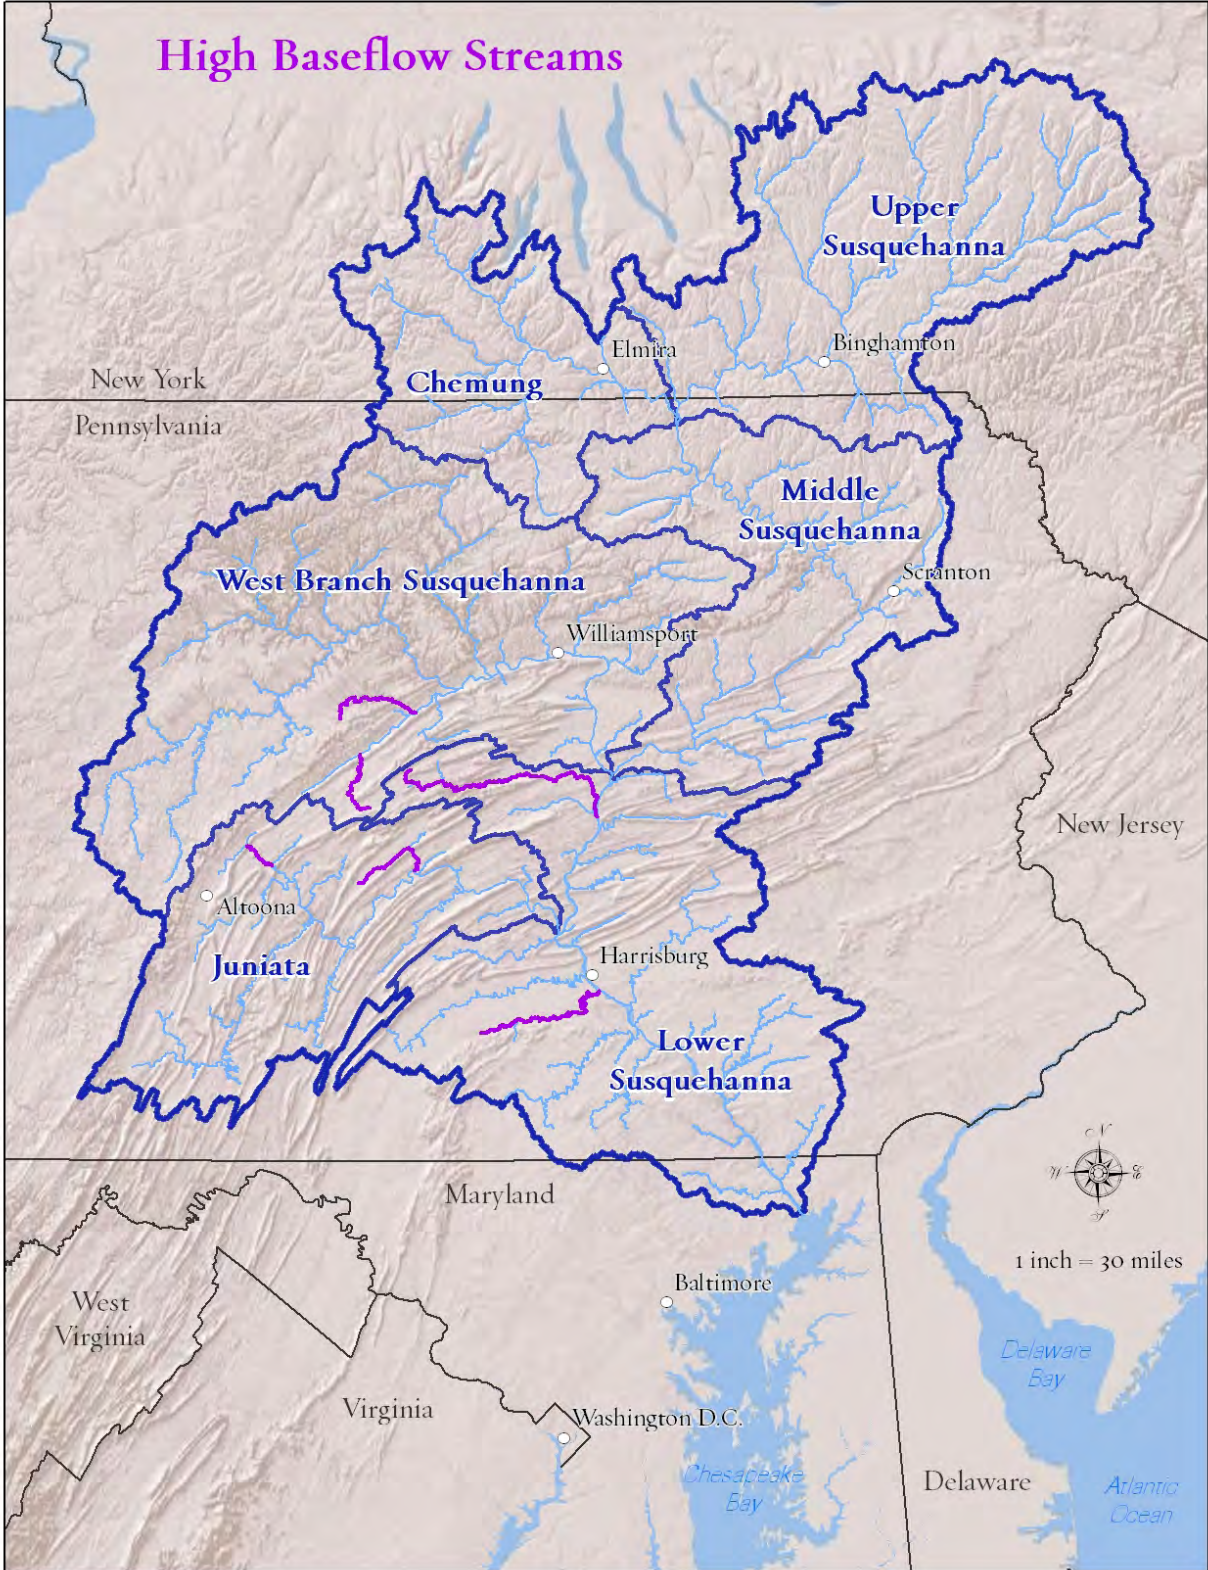 High Baseflow Streams
Upper
Susquehanna
Binghamton
Elmira
New York
Chemung
Pennsylvania
Middle
Susquehanna
Scranton
West Branch Susquehanna
Williamsport
New Jersey
Altoona
Juniata
Harrisburg
Lower
Susquehanna
N
W
E
S
Maryland
1 inch = 30 miles
Baltimore
West
Virginia
Delaware
Bay
Virginia
Washington D.C.
Chesapeake
Bay
Delaware
Atlantic
Ocean